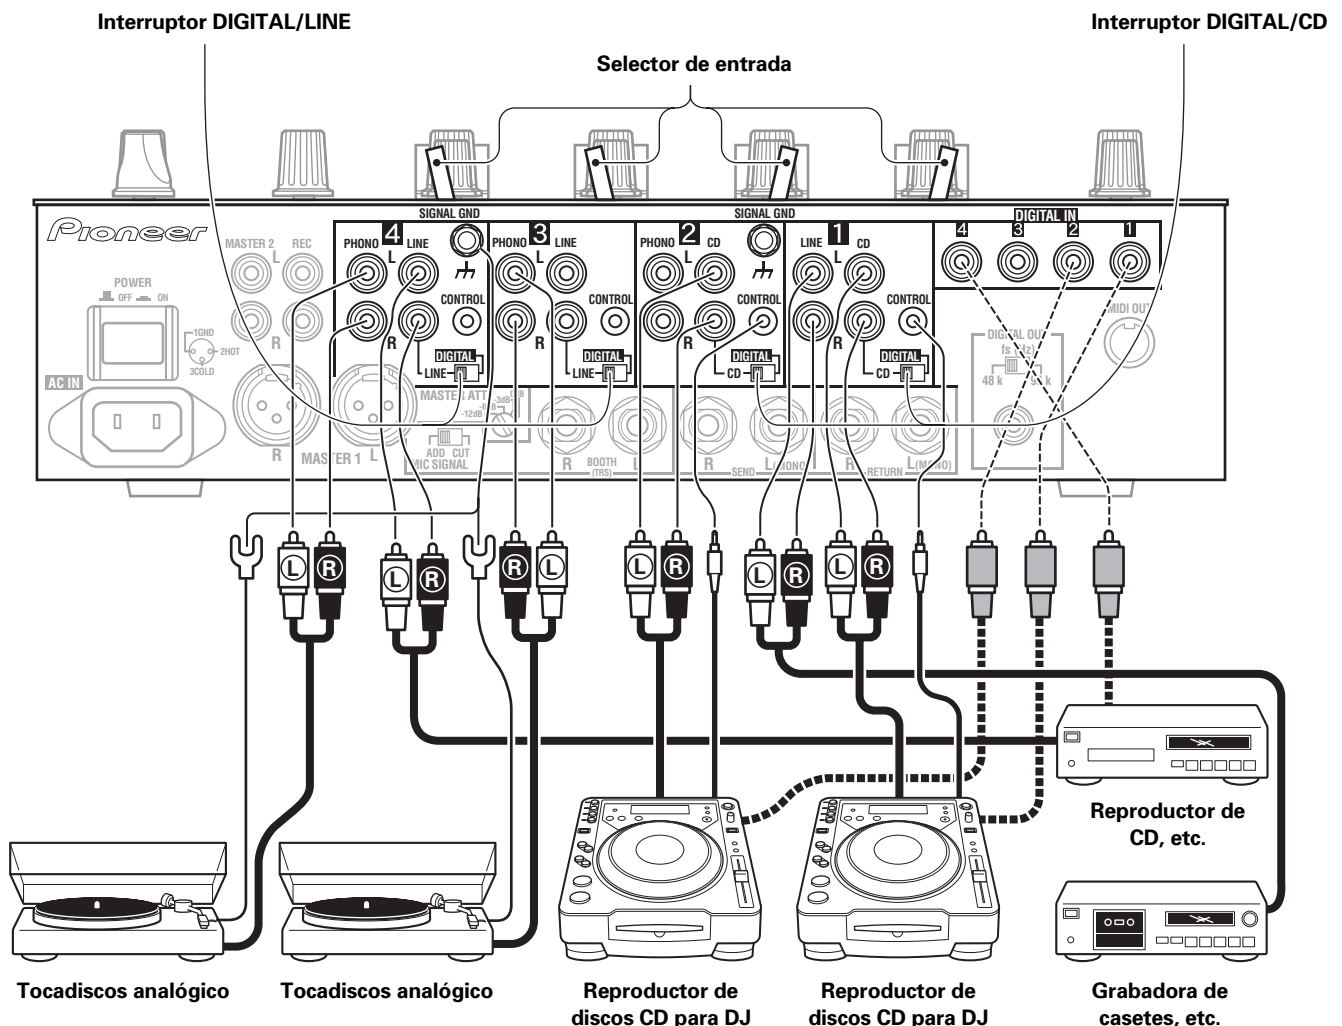 Interruptor DIGITAL/LINE
Interruptor DIGITAL/CD
Selector de entrada
Pioneer
SIGNAL GND
SIGNAL GND
DIGITAL IN
4 3 2 1
MASTER 2 REC
L
R
PHONO 4 LINE
L
R
CONTROL
DIGITAL
LINE
PHONO 3 LINE
L
R
CONTROL
DIGITAL
LINE
PHONO 2 CD
L
R
CONTROL
DIGITAL
CD
LINE 1 CD
L
R
CONTROL
DIGITAL
CD
POWER
OFF ON
1GND
2HOT
3COLD
AC IN
MIDI OUT
DIGITAL OUT
fs (Hz)
48 k
MASTER ATT
-12dB
-3dB
ADD CUT
MIC SIGNAL
R MASTER 1 L
R BOOTH L
(TRS)
R SEND L(MONO)
R RETURN L(MONO)
L R L R R L L R L R L R
Reproductor de
CD, etc.
Tocadiscos analógico
Tocadiscos analógico
Reproductor de
discos CD para DJ
Reproductor de
discos CD para DJ
Grabadora de
casetes, etc.